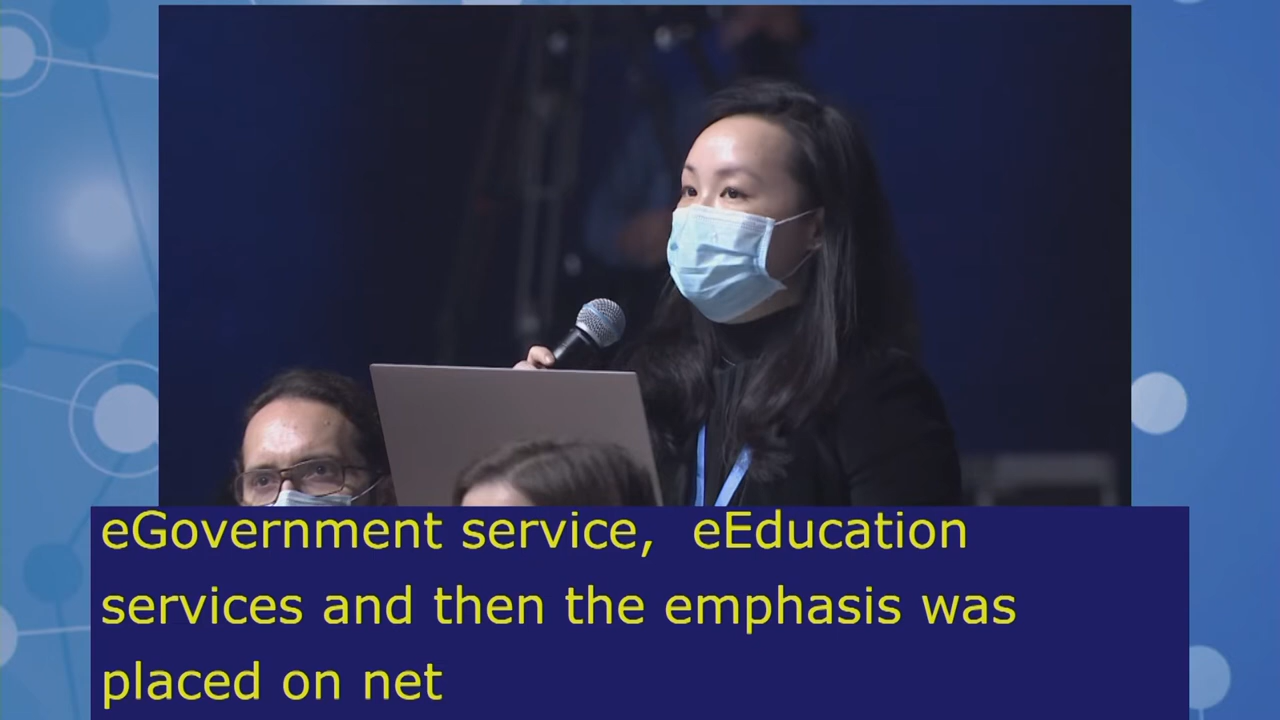 eGovernment service,  eEducation
services and then the emphasis was
placed on net